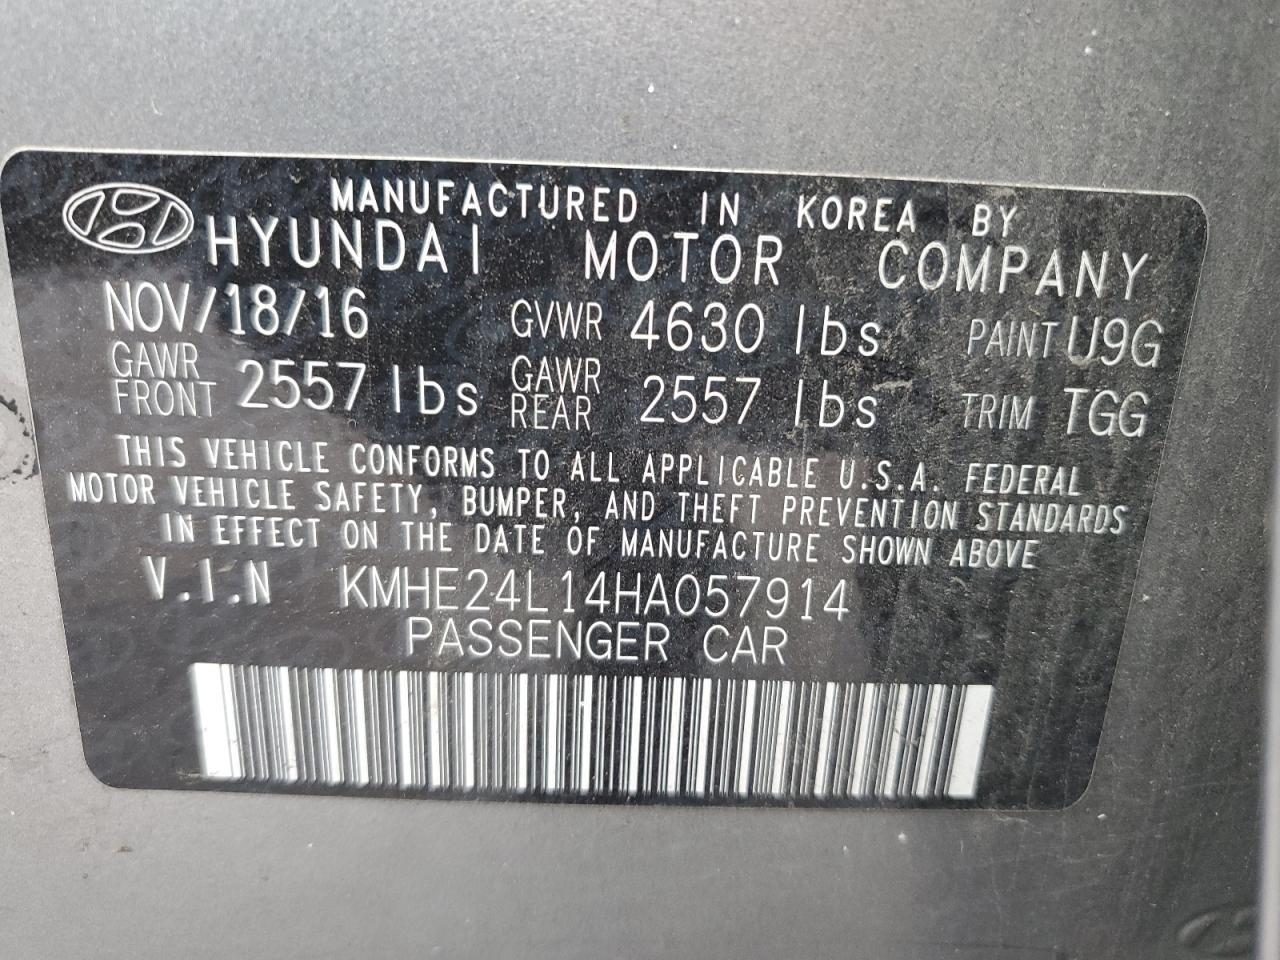 MANUFACTURED IN KOREA BY
HYUNDAI MOTOR COMPANY
NOV/18/16 GVWR 4630 lbs PAINT U9G
GAWR FRONT 2557 lbs GAWR REAR 2557 lbs TRIM TGG
THIS VEHICLE CONFORMS TO ALL APPLICABLE U.S.A. FEDERAL
MOTOR VEHICLE SAFETY, BUMPER, AND THEFT PREVENTION STANDARDS
IN EFFECT ON THE DATE OF MANUFACTURE SHOWN ABOVE
V.I.N KMHE24L14HA057914
PASSENGER CAR